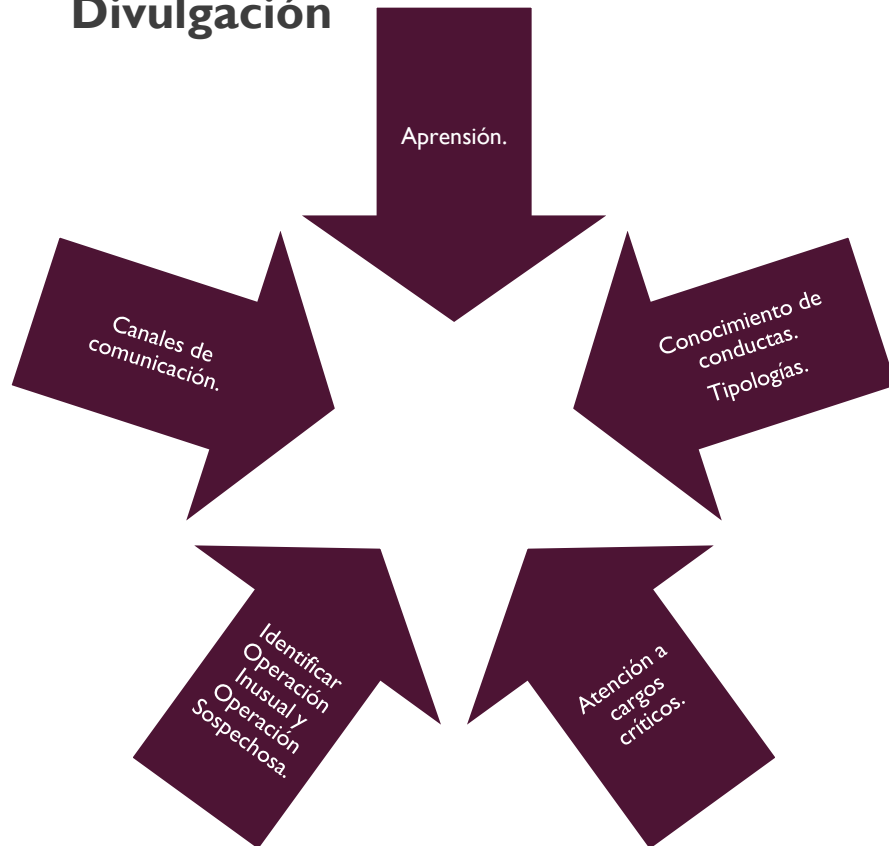 Divulgación
Aprensión.
Conocimiento de
conductas.
Tipologías.
Atención a
cargos
críticos.
Identificar
Operación
Inusual y
Operación
Sospechosa.
Canales de
comunicación.